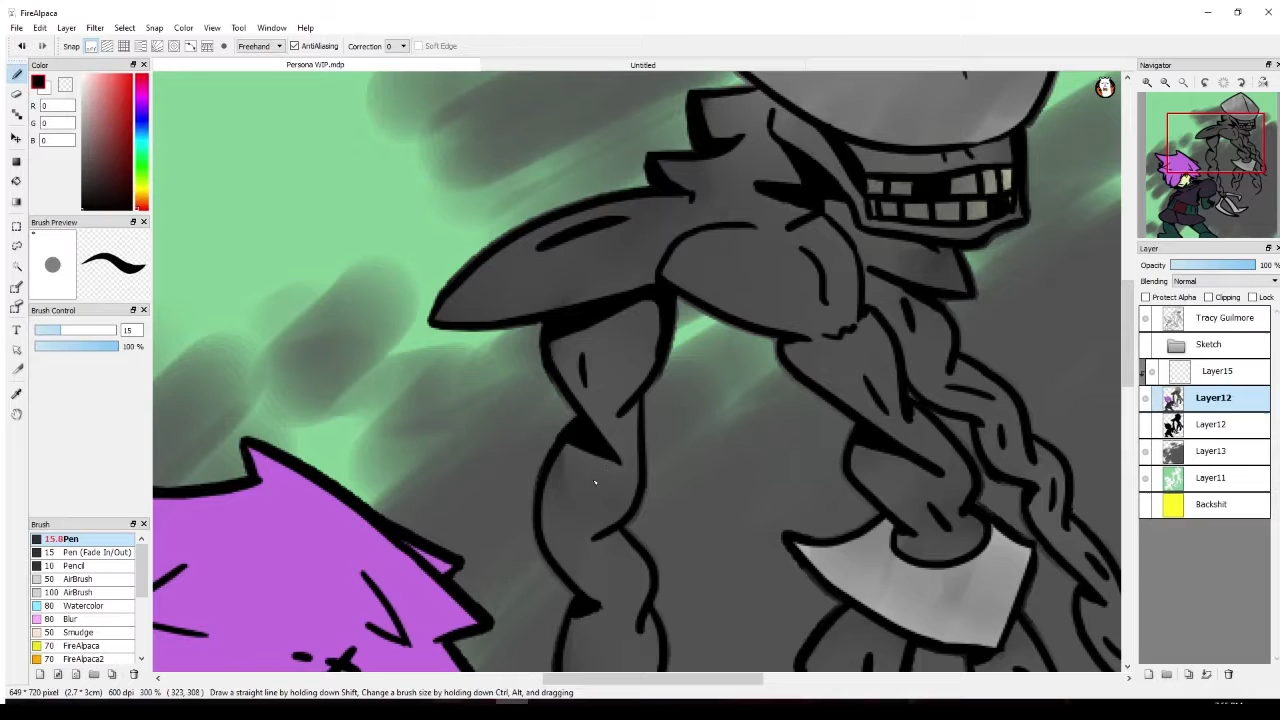 FireAlpaca
File Edit Layer Filter Select Snap Color View Tool Window Help
Snap Freehand AntiAliasing Correction 0 Soft Edge
Persona WIP.mdp Untitled
Color
R 0
G 0
B 0
Brush Preview
Brush Control
15
100 %
Brush
15.8 Pen
15 Pen (Fade In/Out)
10 Pencil
50 AirBrush
100 AirBrush
80 Watercolor
80 Blur
50 Smudge
70 FireAlpaca
70 FireAlpaca2
Navigator
Layer
Opacity 100 %
Blending Normal
Protect Alpha Clipping Lock
Tracy Guilmore
Sketch
Layer15
Layer12
Layer12
Layer13
Layer11
Backshit
649 * 720 pixel (2.7 * 3cm) 600 dpi 300 % ( 323, 308 ) Draw a straight line by holding down Shift, Change a brush size by holding down Ctrl, Alt, and dragging